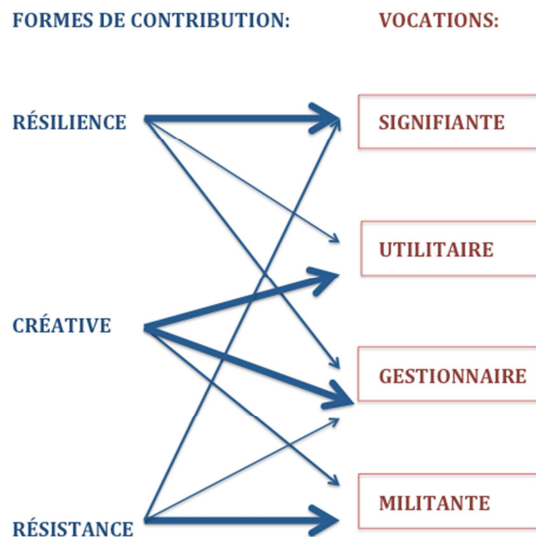 FORMES DE CONTRIBUTION: VOCATIONS:
RÉSILIENCE SIGNIFIANTE
UTILITAIRE
CRÉATIVE
GESTIONNAIRE
MILITANTE
RÉSISTANCE